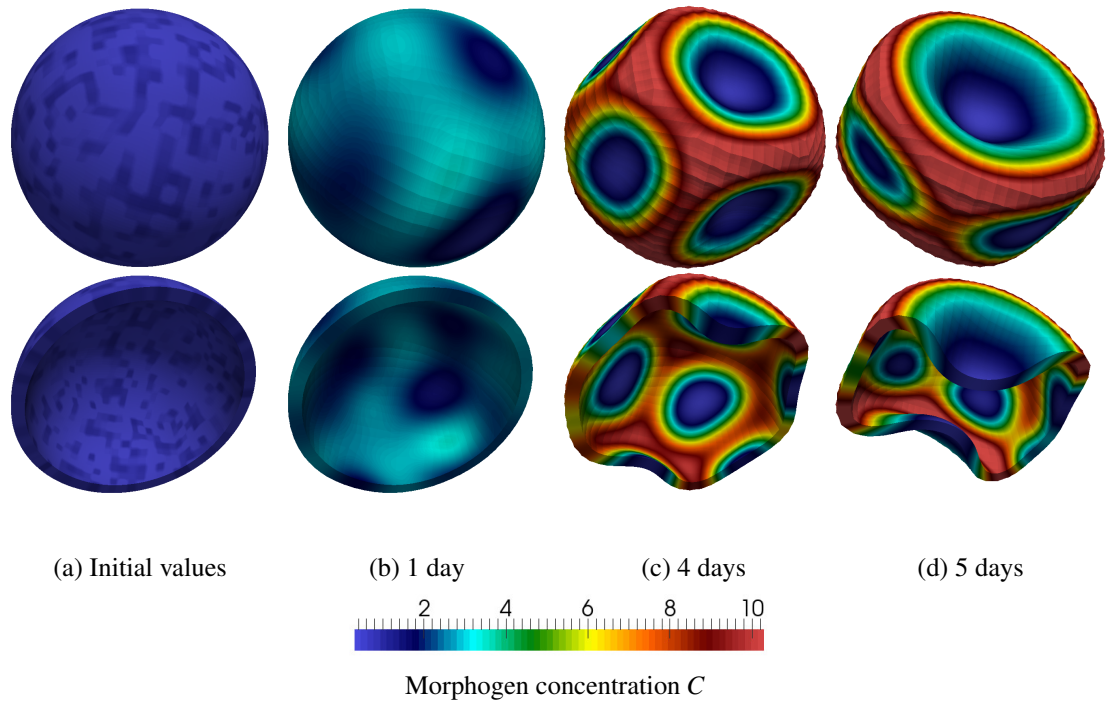 (a) Initial values (b) 1 day (c) 4 days (d) 5 days
2 4 6 8 10
Morphogen concentration C